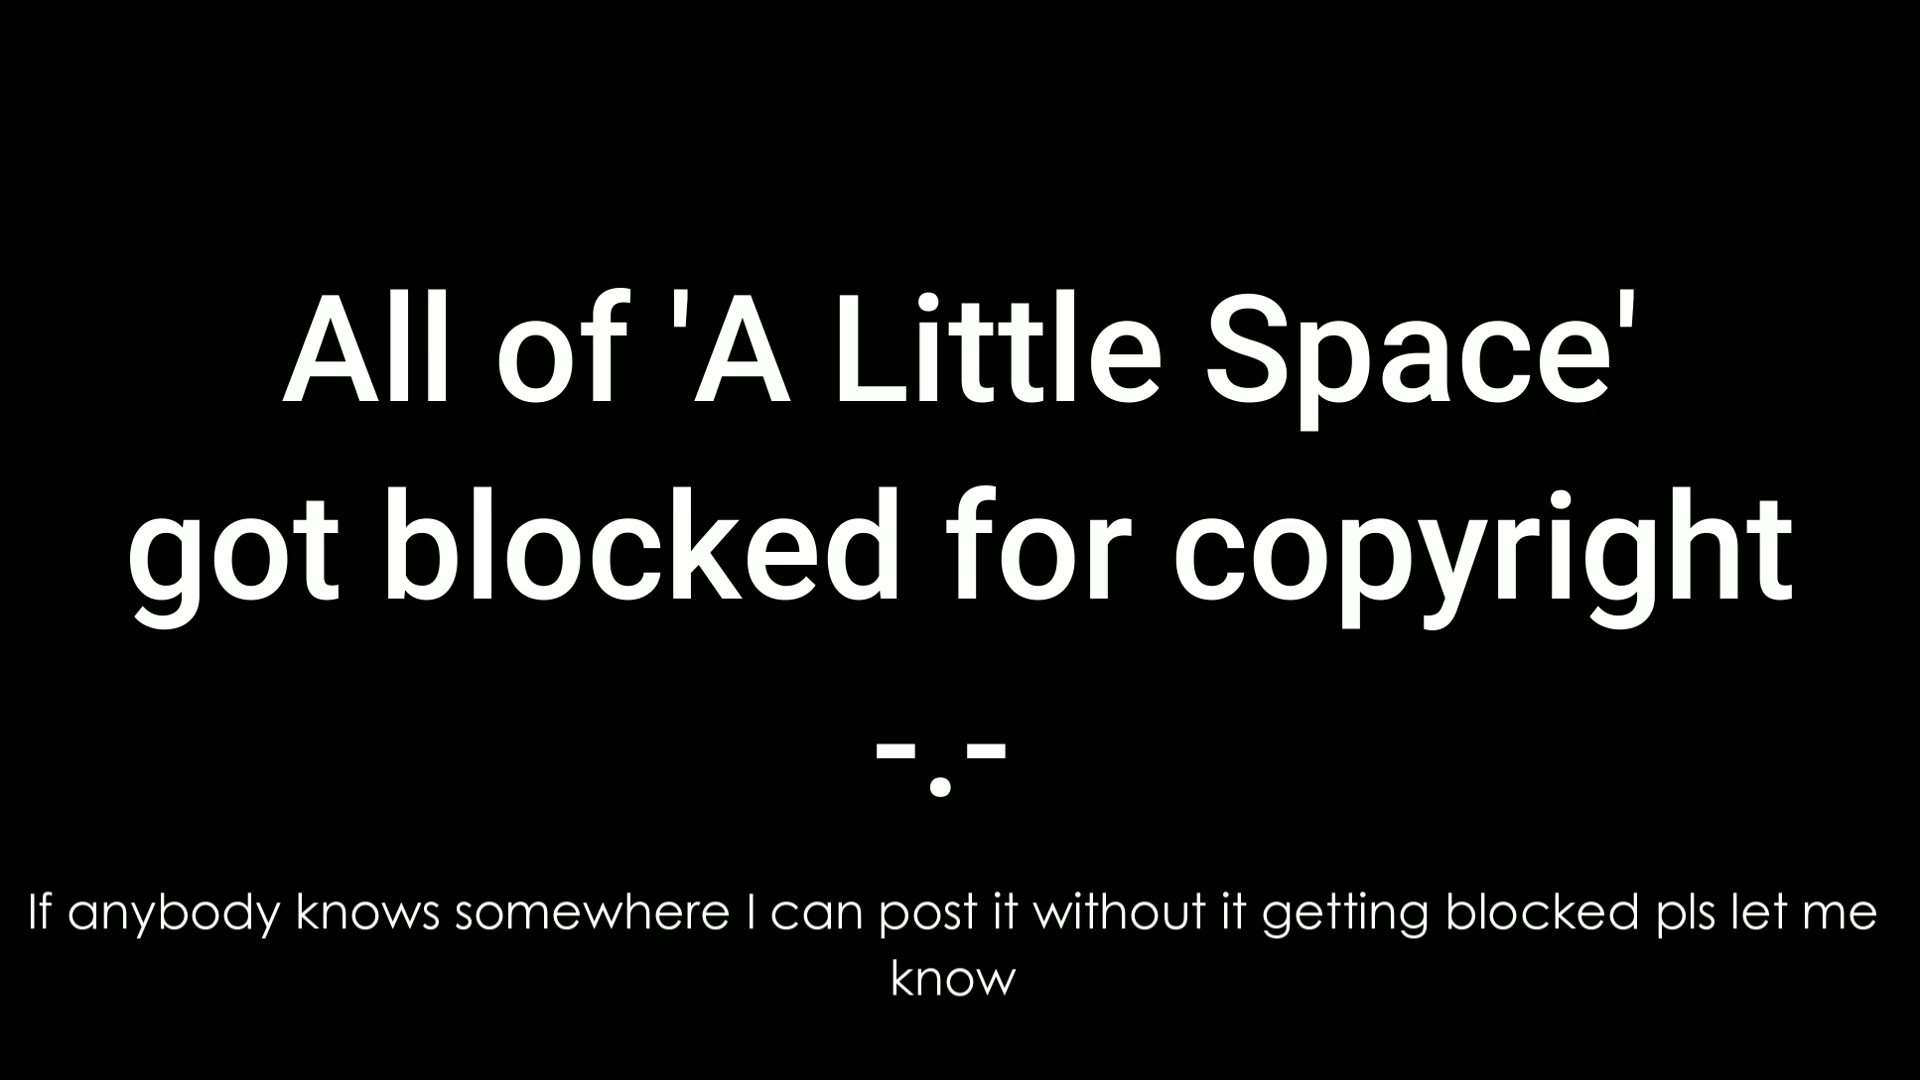 All of 'A Little Space'
got blocked for copyright
-.-
If anybody knows somewhere I can post it without it getting blocked pls let me
know